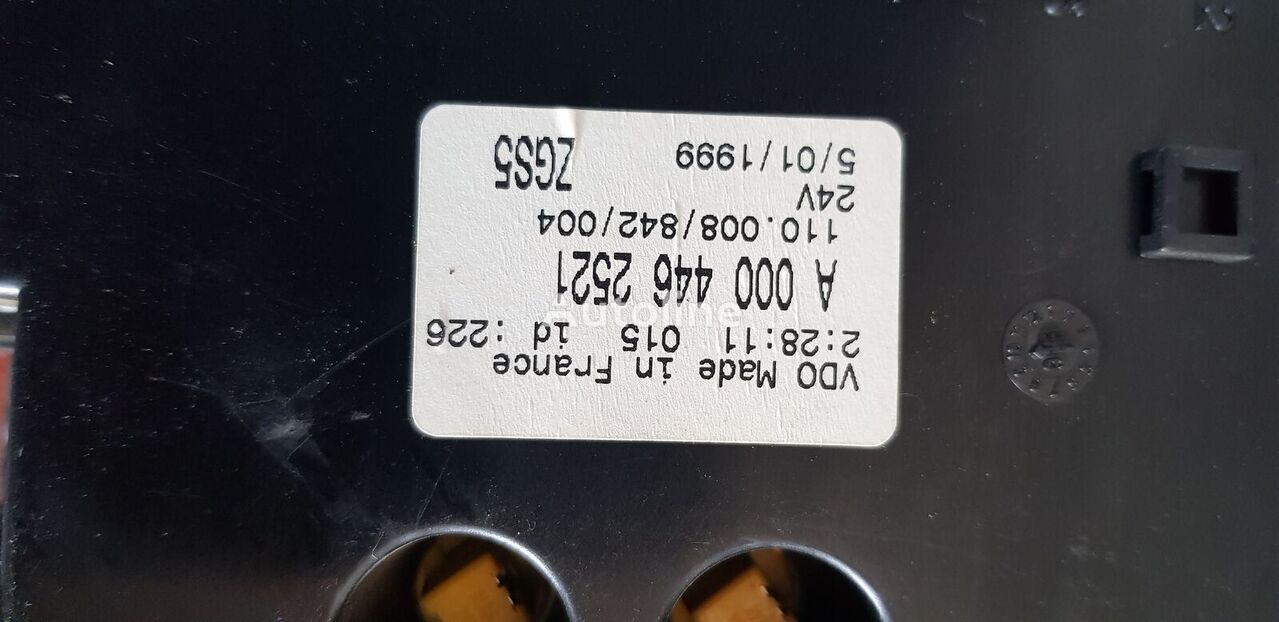 VDO Made in France
2:28:11 015 id :226
A 000 446 2521
110.008/842/004
24V
5/01/1999 ZGS5
Autoline